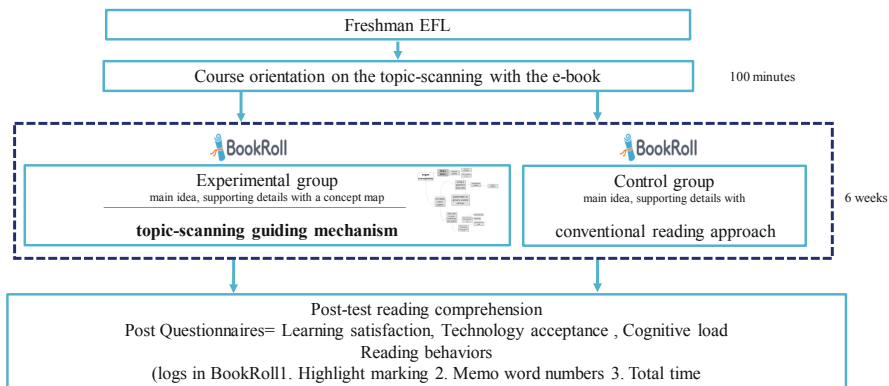 Freshman EFL
Course orientation on the topic-scanning with the e-book
100 minutes
BookRoll
BookRoll
Experimental group
main idea, supporting details with a concept map
topic-scanning guiding mechanism
Control group
main idea, supporting details with
conventional reading approach
6 weeks
Post-test reading comprehension
Post Questionnaires= Learning satisfaction, Technology acceptance , Cognitive load
Reading behaviors
(logs in BookRoll1. Highlight marking 2. Memo word numbers 3. Total time